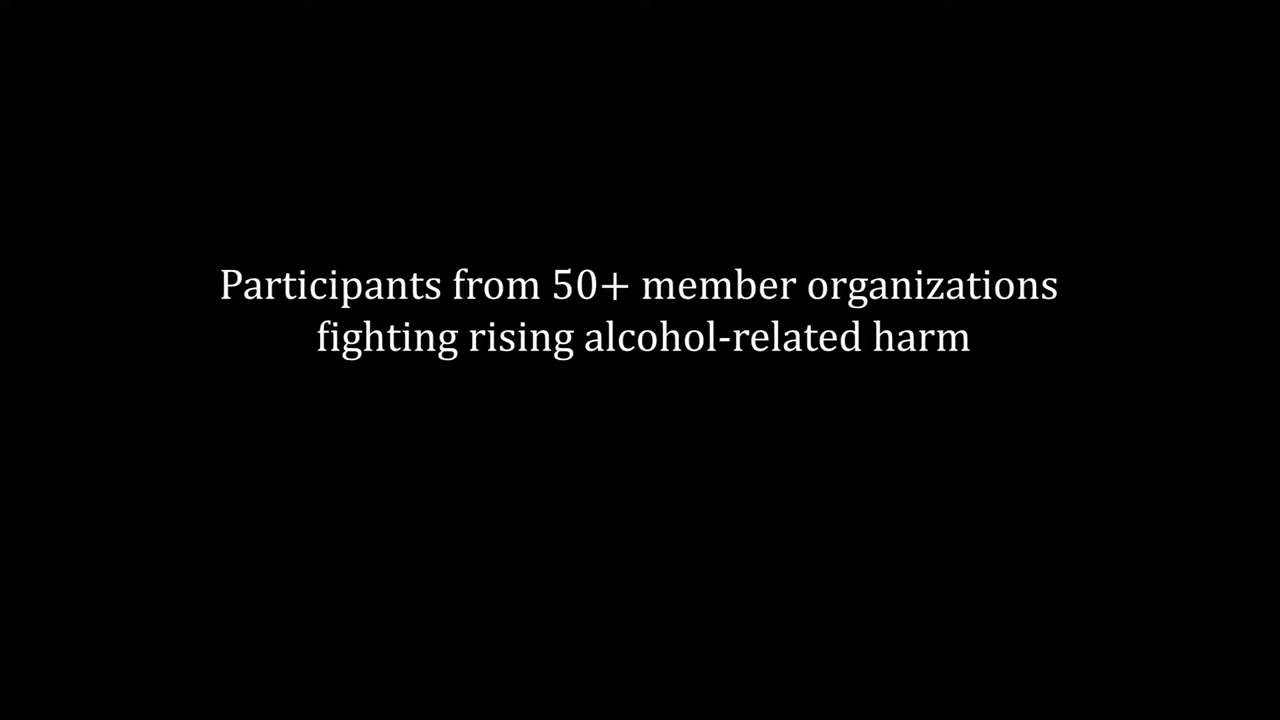 Participants from 50+ member organizations
fighting rising alcohol-related harm